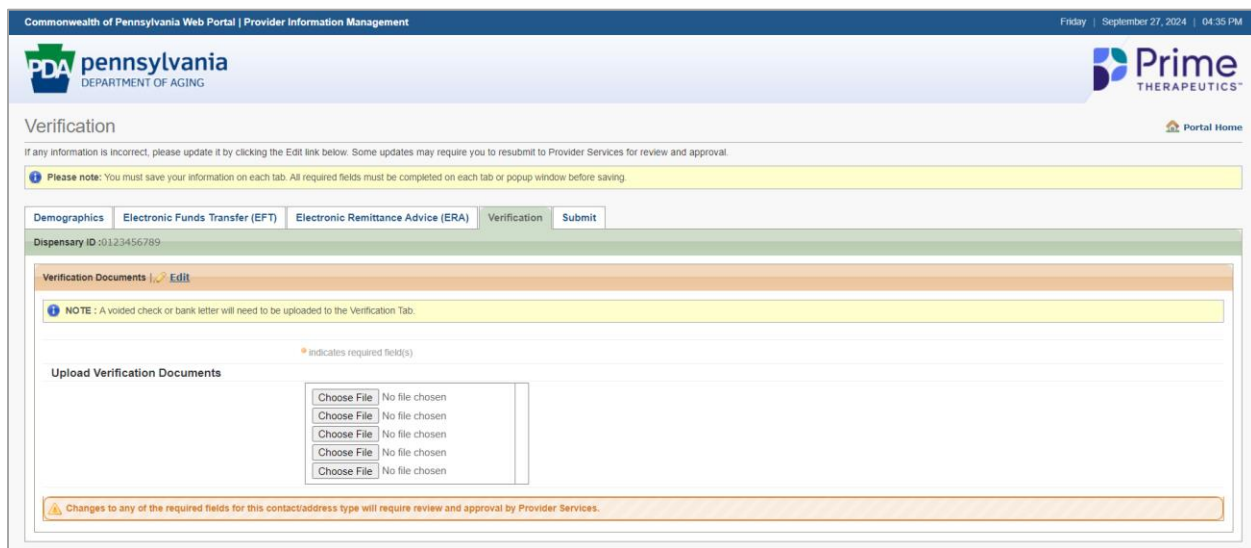 Commonwealth of Pennsylvania Web Portal | Provider Information Management
Friday | September 27, 2024 | 04:35 PM
PDA pennsylvania
DEPARTMENT OF AGING
Prime
THERAPEUTICS™
Verification
Portal Home
If any information is incorrect, please update it by clicking the Edit link below. Some updates may require you to resubmit to Provider Services for review and approval.
Please note: You must save your information on each tab. All required fields must be completed on each tab or popup window before saving.
Demographics Electronic Funds Transfer (EFT) Electronic Remittance Advice (ERA) Verification Submit
Dispensary ID :0123456789
Verification Documents | Edit
NOTE : A voided check or bank letter will need to be uploaded to the Verification Tab.
* Indicates required field(s)
Upload Verification Documents
Choose File No file chosen
Choose File No file chosen
Choose File No file chosen
Choose File No file chosen
Choose File No file chosen
Changes to any of the required fields for this contact/address type will require review and approval by Provider Services.